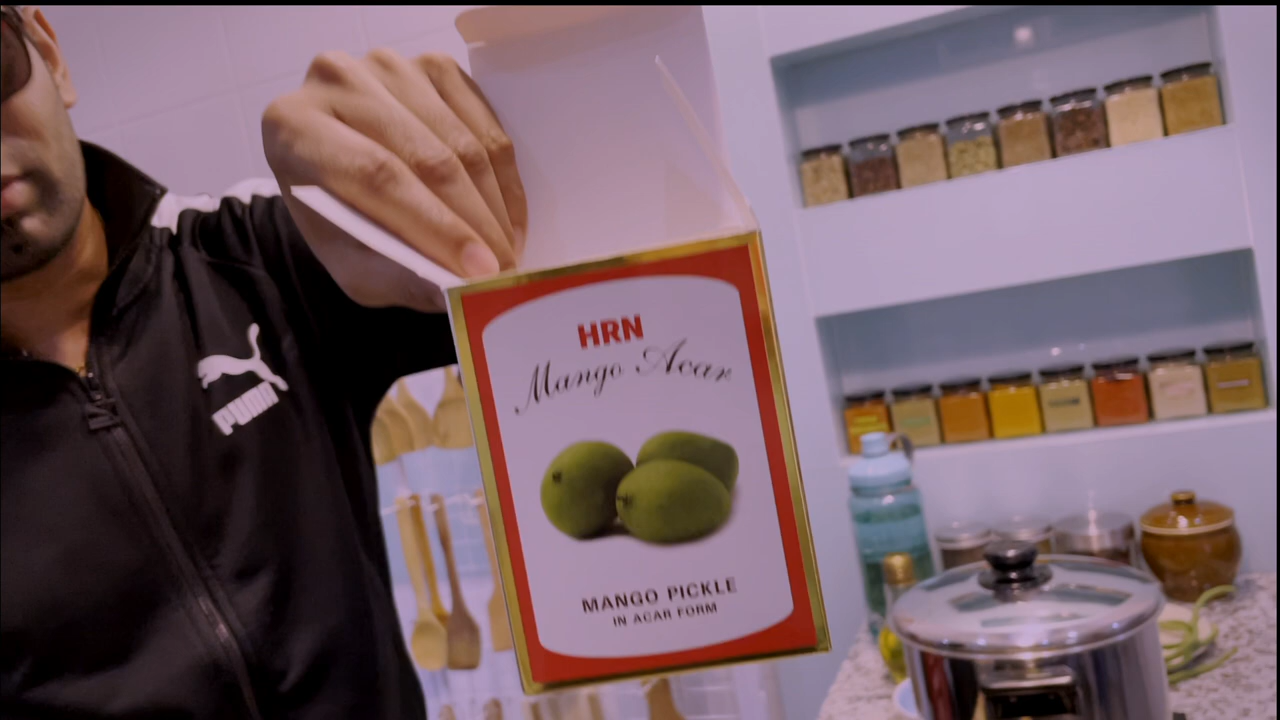 HRN
Mango Acar
MANGO PICKLE
IN ACAR FORM
PUMA